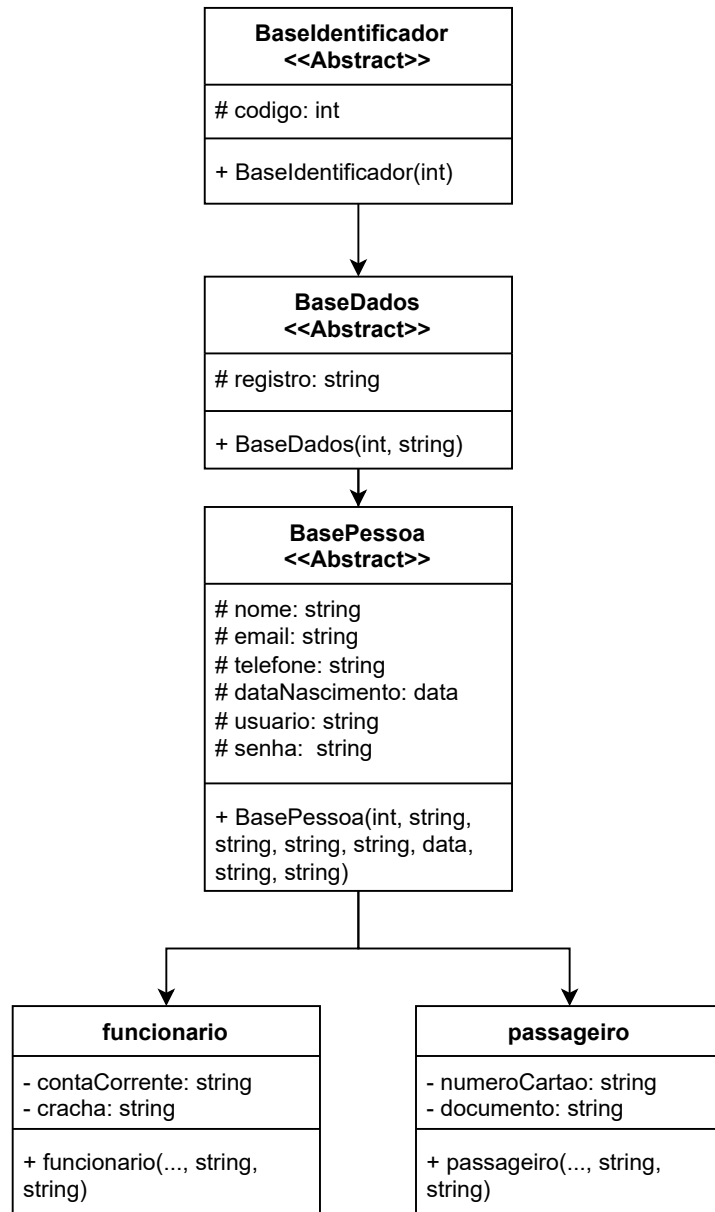 BaseIdentificador
<<Abstract>>
# codigo: int
+ BaseIdentificador(int)
BaseDados
<<Abstract>>
# registro: string
+ BaseDados(int, string)
BasePessoa
<<Abstract>>
# nome: string
# email: string
# telefone: string
# dataNascimento: data
# usuario: string
# senha:  string
+ BasePessoa(int, string,
string, string, string, data,
string, string)
funcionario
- contaCorrente: string
- cracha: string
+ funcionario(..., string,
string)
passageiro
- numeroCartao: string
- documento: string
+ passageiro(..., string,
string)